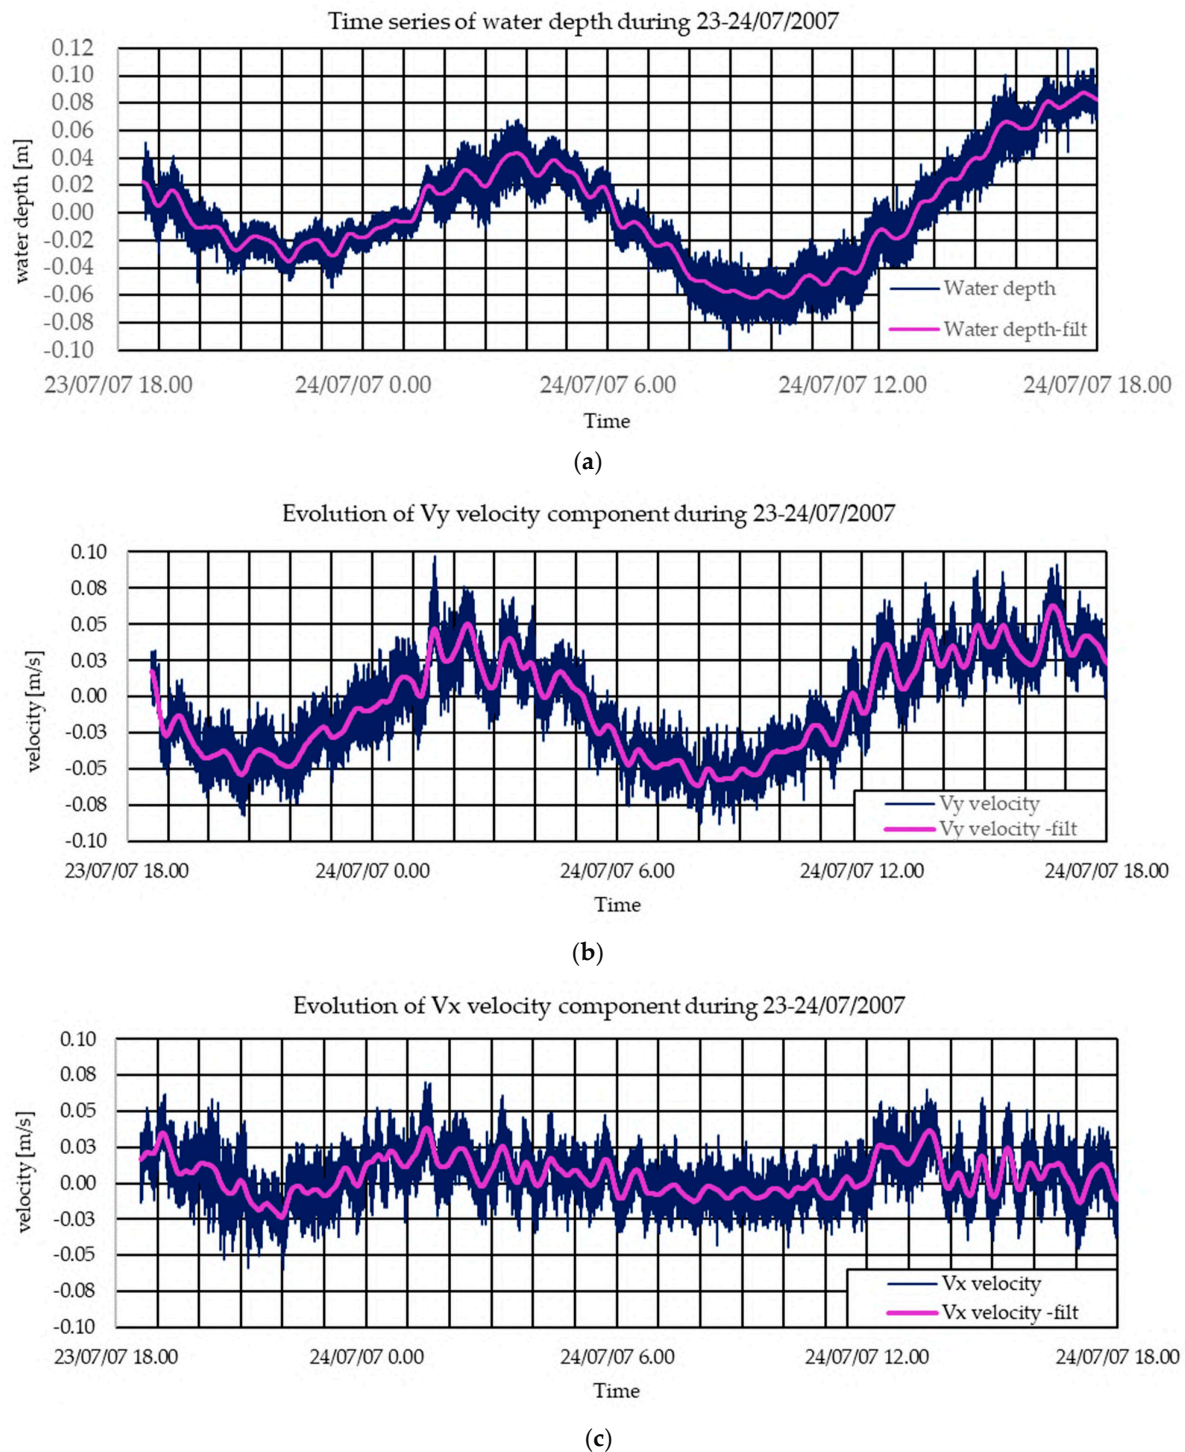 Time series of water depth during 23-24/07/2007
0.12
0.10
0.08
0.06
0.04
0.02
0.00
-0.02
-0.04
-0.06
-0.08
-0.10
water depth [m]
Water depth
Water depth-filt
23/07/07 18.00 24/07/07 0.00 24/07/07 6.00 24/07/07 12.00 24/07/07 18.00
Time
(a)
Evolution of Vy velocity component during 23-24/07/2007
0.10
0.08
0.05
0.03
0.00
-0.03
-0.05
-0.08
-0.10
velocity [m/s]
Vy velocity
Vy velocity -filt
23/07/07 18.00 24/07/07 0.00 24/07/07 6.00 24/07/07 12.00 24/07/07 18.00
Time
(b)
Evolution of Vx velocity component during 23-24/07/2007
0.10
0.08
0.05
0.03
0.00
-0.03
-0.05
-0.08
-0.10
velocity [m/s]
Vx velocity
Vx velocity -filt
23/07/07 18.00 24/07/07 0.00 24/07/07 6.00 24/07/07 12.00 24/07/07 18.00
Time
(c)